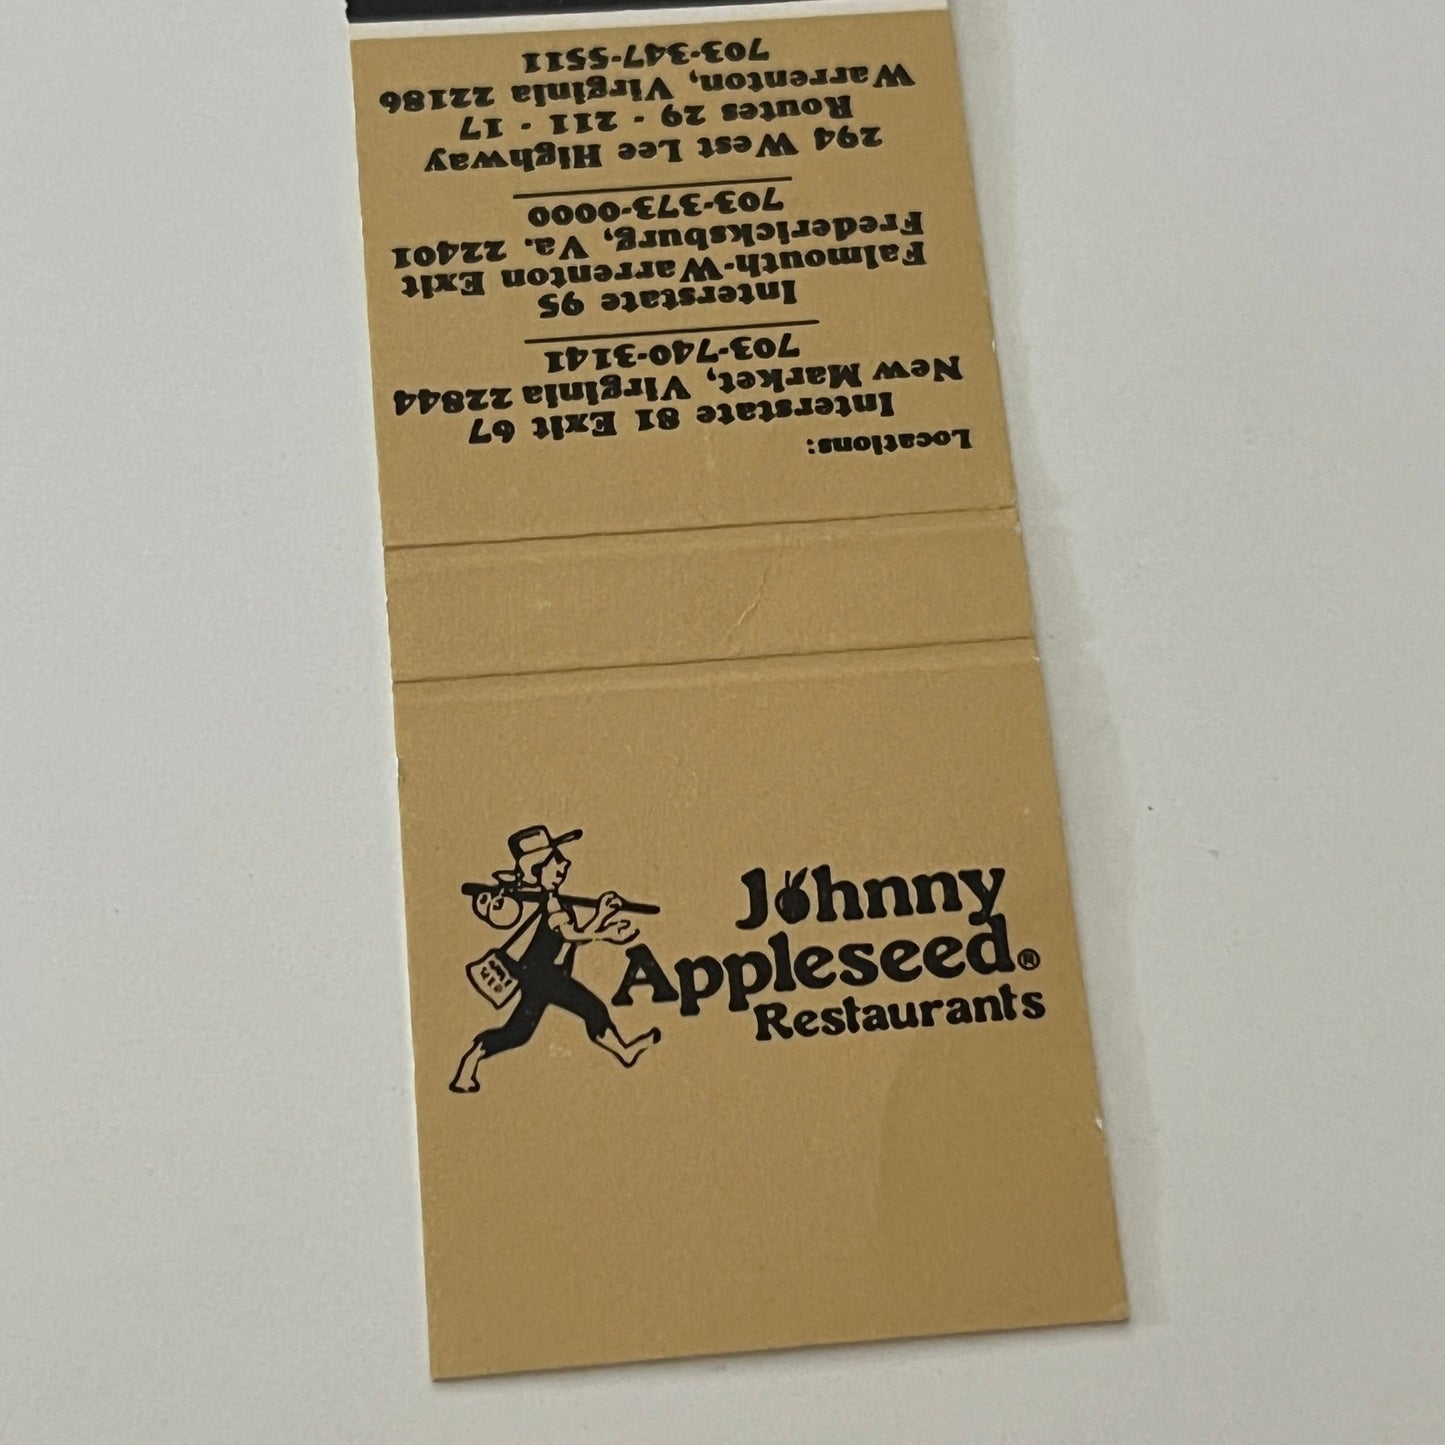 Johnny
Appleseed®
Restaurants
Locations:
Interstate 81 Exit 67
New Market, Virginia 22844
703-740-3141
Interstate 95
Falmouth-Warrenton Exit
Fredericksburg, Va. 22401
703-373-0000
294 West Lee Highway
Routes 29 - 211 - 17
Warrenton, Virginia 22186
703-347-5511